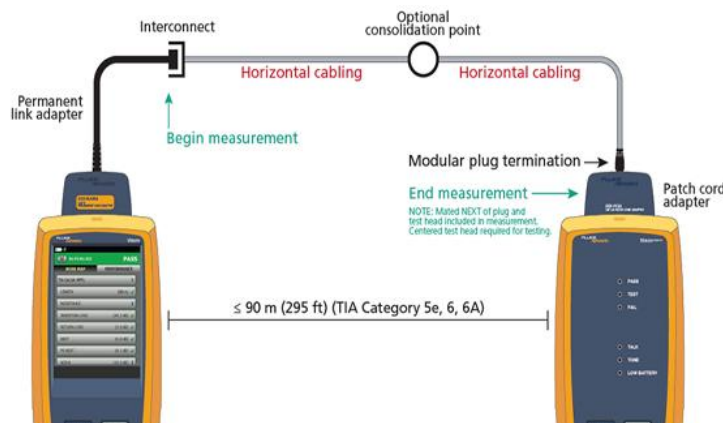 Optional
consolidation point
Interconnect
Horizontal cabling
Horizontal cabling
Permanent
link adapter
Begin measurement
Modular plug termination
End measurement
NOTE: Mated NEXT of plug and
test head included in measurement.
Centered test head required for testing.
Patch cord
adapter
PASS
LENGTH
≤ 90 m (295 ft) (TIA Category 5e, 6, 6A)
PASS
TEST
FAIL
TALK
TONE
LOW BATTERY